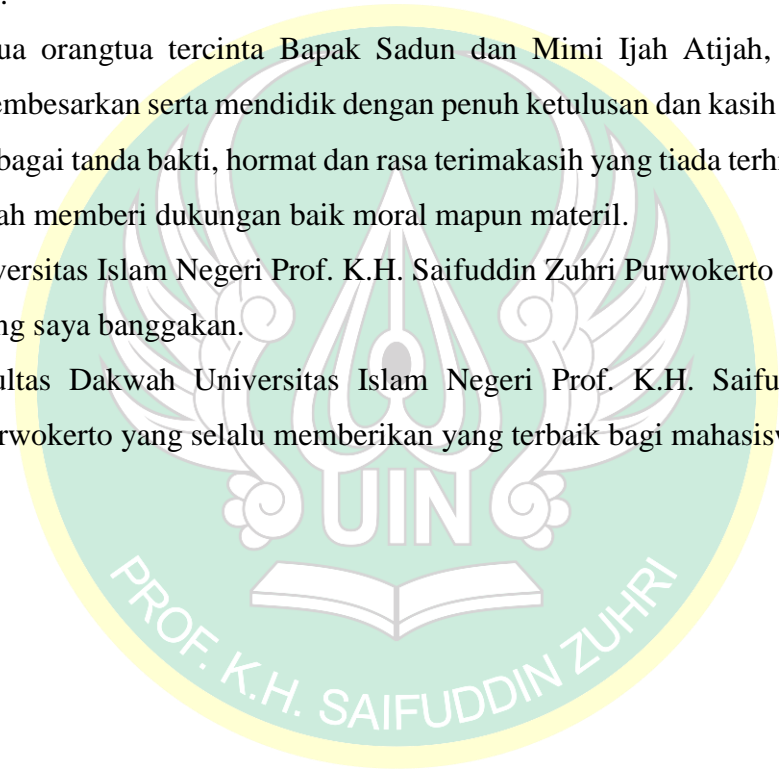 ua orangtua tercinta Bapak Sadun dan Mimi Ijah Atijah,
embesarkan serta mendidik dengan penuh ketulusan dan kasih
bagai tanda bakti, hormat dan rasa terimakasih yang tiada terhi
ah memberi dukungan baik moral mapun materil.
versitas Islam Negeri Prof. K.H. Saifuddin Zuhri Purwokerto
ng saya banggakan.
ultas Dakwah Universitas Islam Negeri Prof. K.H. Saifu
rwokerto yang selalu memberikan yang terbaik bagi mahasisw
UIN
PROF. K.H. SAIFUDDIN ZUHRI